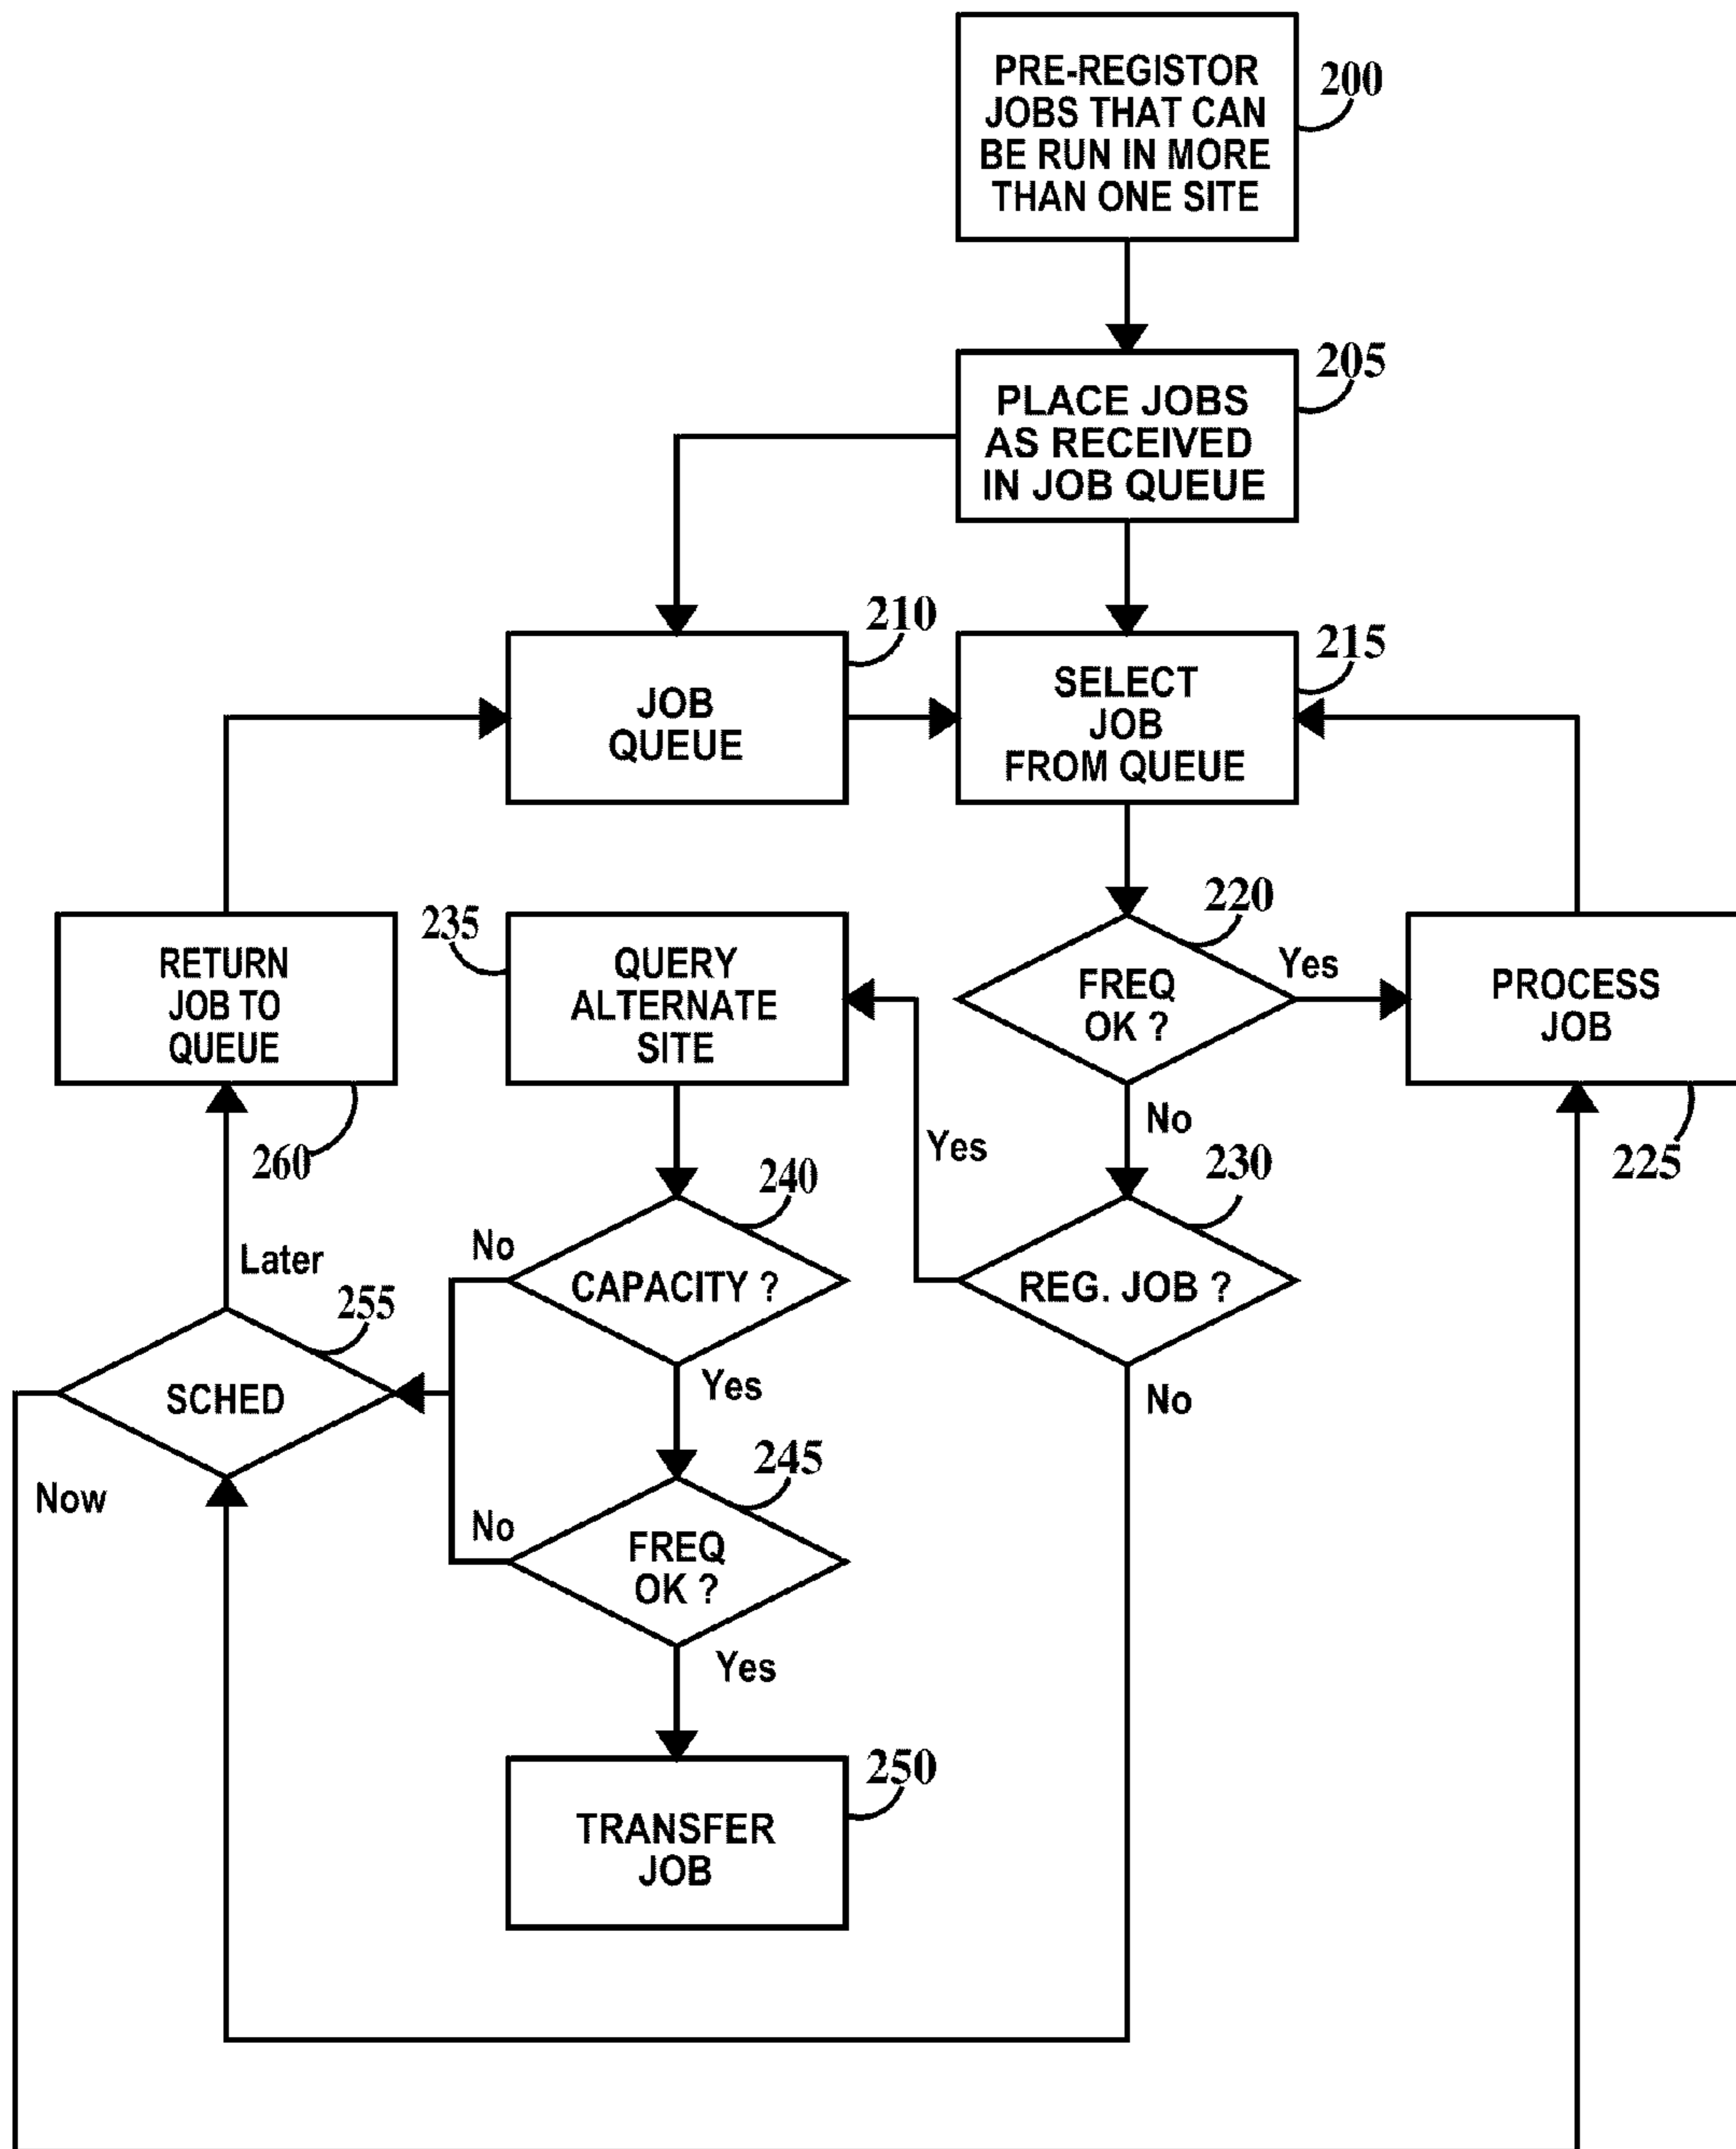 PRE-REGISTOR
JOBS THAT CAN
BE RUN IN MORE
THAN ONE SITE
200
PLACE JOBS
AS RECEIVED
IN JOB QUEUE
205
JOB
QUEUE
210
SELECT
JOB
FROM QUEUE
215
RETURN
JOB TO
QUEUE
260
235
QUERY
ALTERNATE
SITE
FREQ
OK ?
220
Yes
No
PROCESS
JOB
225
Yes
REG. JOB ?
230
No
CAPACITY ?
240
No
Yes
Later
SCHED
255
Now
FREQ
OK ?
245
No
Yes
TRANSFER
JOB
250